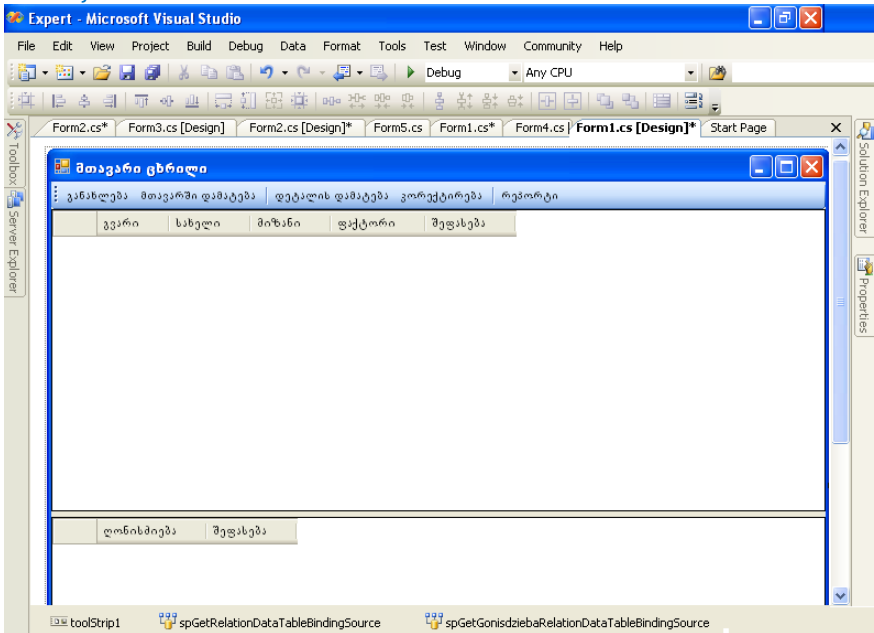 Expert - Microsoft Visual Studio
File Edit View Project Build Debug Data Format Tools Test Window Community Help
Debug Any CPU
Form2.cs* Form3.cs [Design] Form2.cs [Design]* Form5.cs Form1.cs* Form4.cs Form1.cs [Design]* Start Page
Toolbox
Server Explorer
Solution Explorer
Properties
მთავარი ცხრილი
განახლება მთავარში დამატება დეტალის დამატება კორექტირება რეპორტი
გვარი სახელი მიზანი ფაქტორი შეფასება
ღონისძიება შეფასება
toolStrip1 spGetRelationDataTableBindingSource spGetGonisdziebaRelationDataTableBindingSource